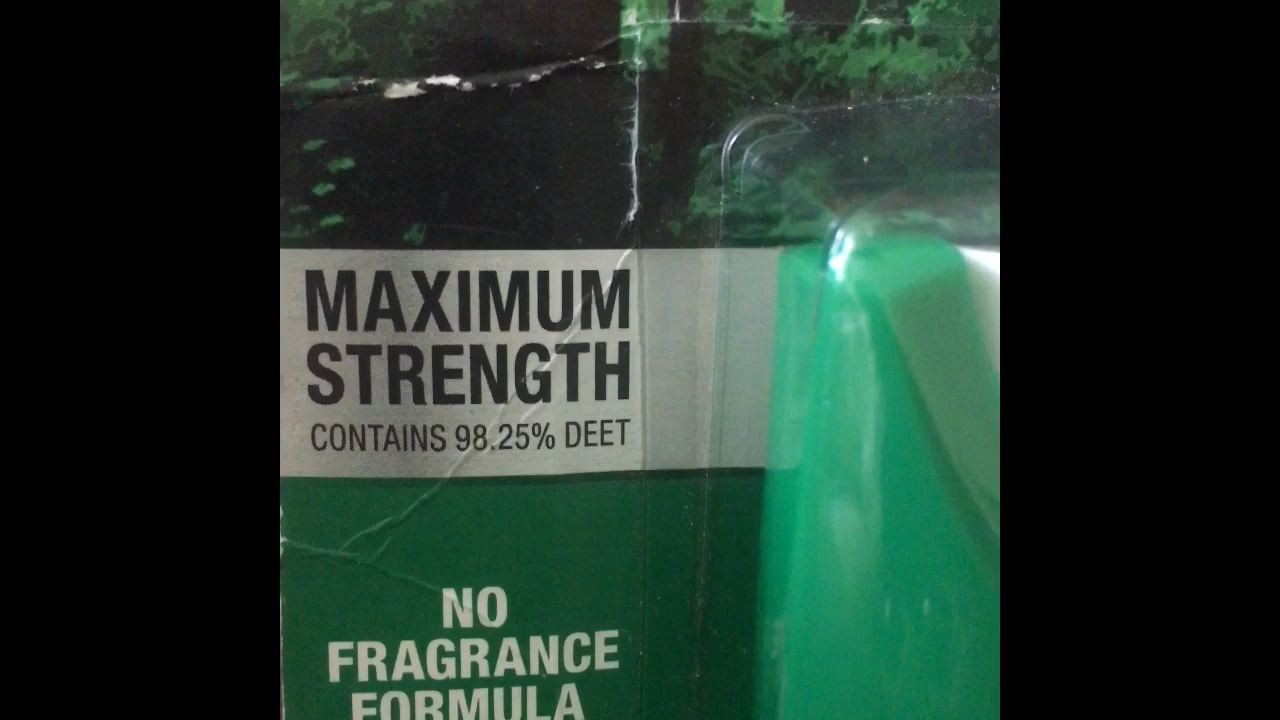 MAXIMUM
STRENGTH
CONTAINS 98.25% DEET
NO
FRAGRANCE
FORMULA